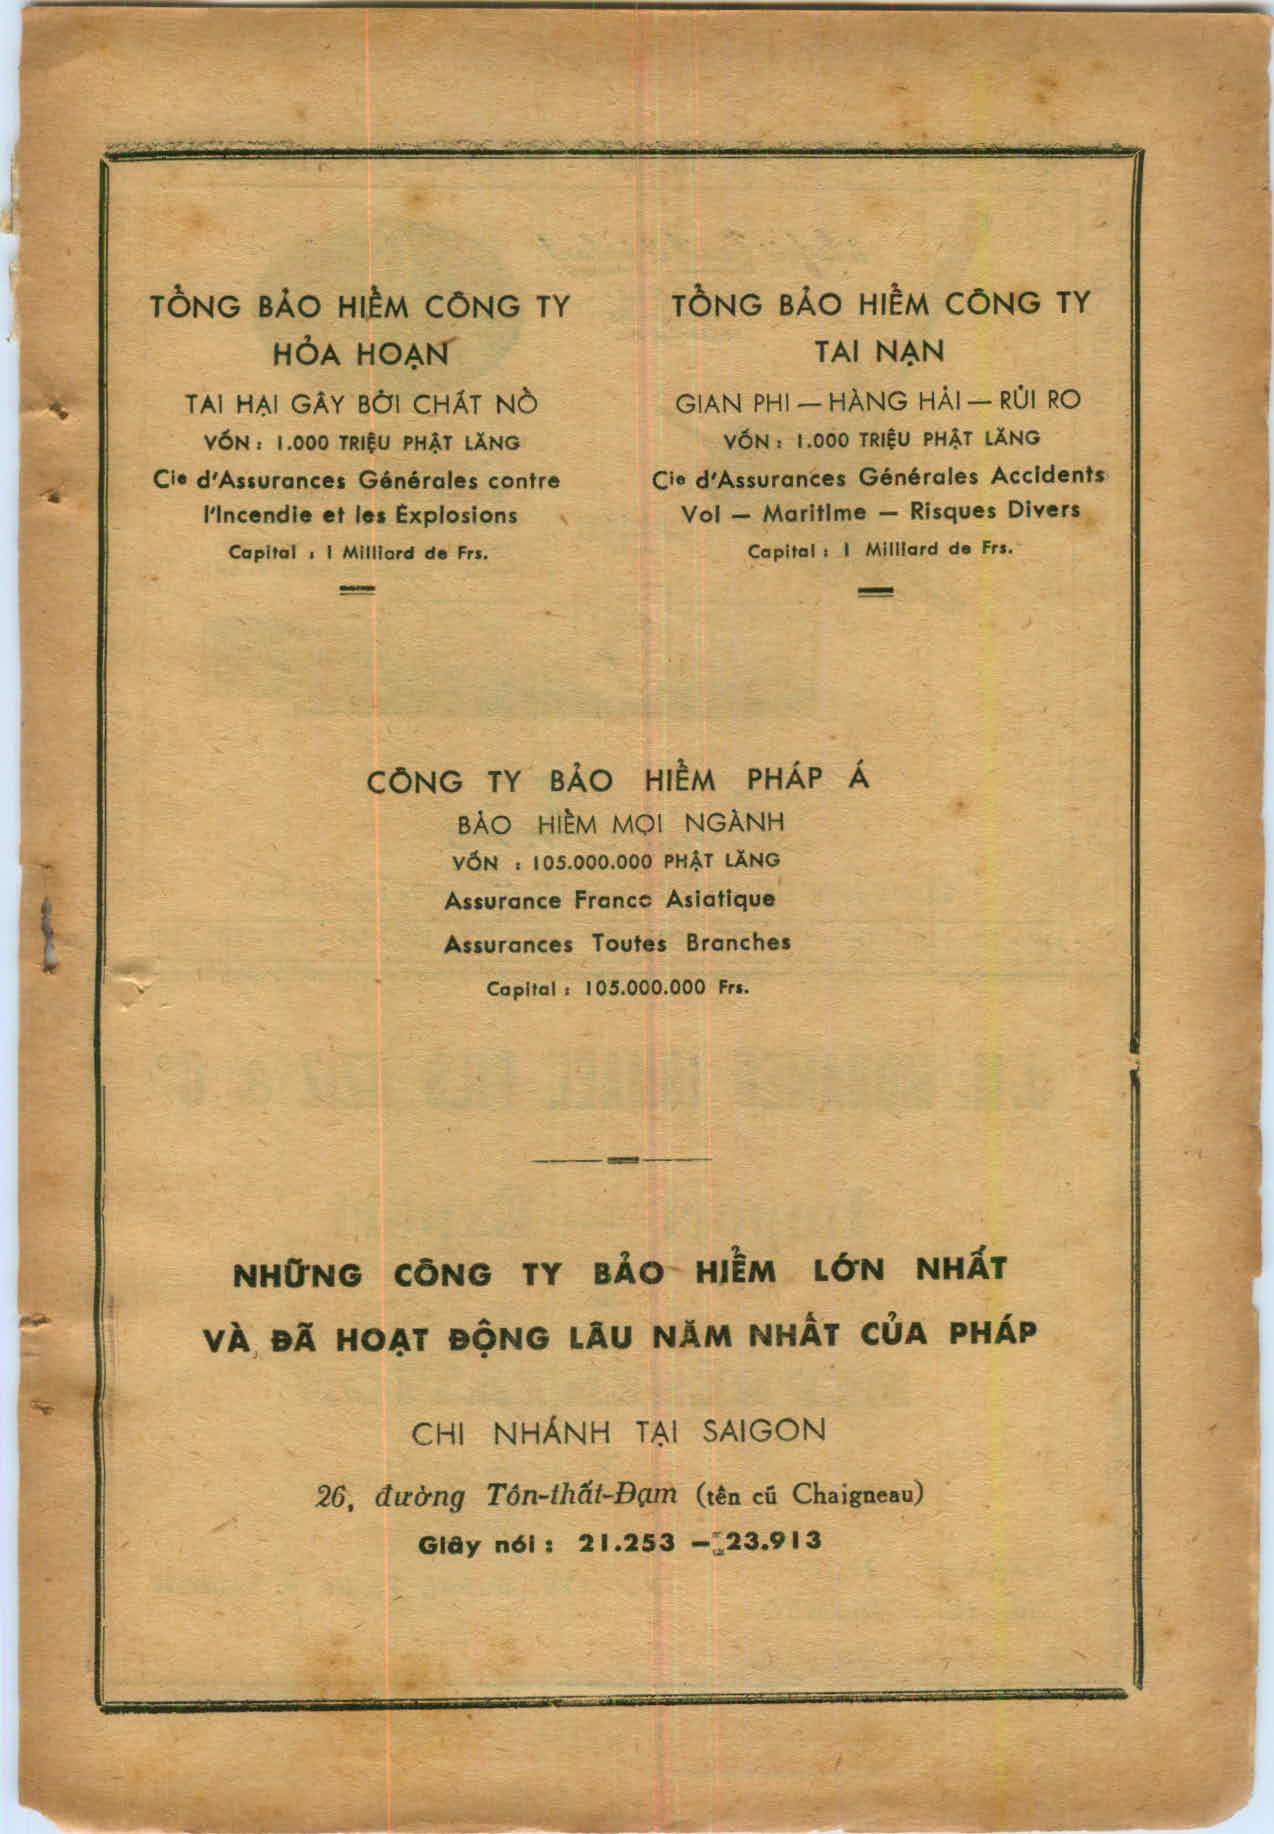 TỔNG BẢO HIỂM CÔNG TY
HỎA HOẠN
TAI HẠI GÂY BỞI CHẤT NỔ
VỐN : 1.000 TRIỆU PHẬT LĂNG
Cie d'Assurances Générales contre
l'Incendie et les Explosions
Capital : 1 Milliard de Frs.
TỔNG BẢO HIỂM CÔNG TY
TAI NẠN
GIAN PHI — HÀNG HẢI — RỦI RO
VỐN : 1.000 TRIỆU PHẬT LĂNG
Cie d'Assurances Générales Accidents
Vol — Maritime — Risques Divers
Capital : 1 Milliard de Frs.
CÔNG TY BẢO HIỂM PHÁP Á
BẢO HIỂM MỌI NGÀNH
VỐN : 105.000.000 PHẬT LĂNG
Assurance Franco Asiatique
Assurances Toutes Branches
Capital : 105.000.000 Frs.
NHỮNG CÔNG TY BẢO HIỂM LỚN NHẤT
VÀ ĐÃ HOẠT ĐỘNG LÂU NĂM NHẤT CỦA PHÁP
CHI NHÁNH TẠI SAIGON
26, đường Tôn-thất-Đạm (tên cũ Chaigneau)
Giây nói : 21.253 — 23.913